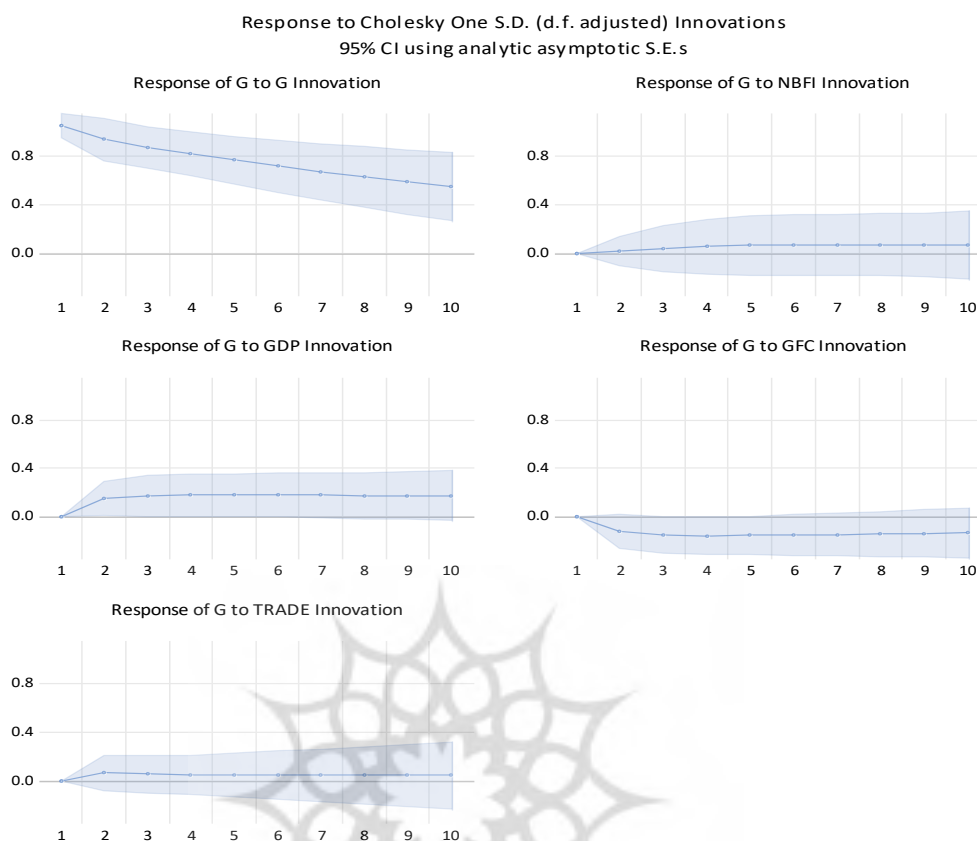 Response to Cholesky One S.D. (d.f. adjusted) Innovations
95% CI using analytic asymptotic S.E.s
Response of G to G Innovation
0.8
0.4
0.0
1 2 3 4 5 6 7 8 9 10
Response of G to NBFI Innovation
0.8
0.4
0.0
1 2 3 4 5 6 7 8 9 10
Response of G to GDP Innovation
0.8
0.4
0.0
1 2 3 4 5 6 7 8 9 10
Response of G to GFC Innovation
0.8
0.4
0.0
1 2 3 4 5 6 7 8 9 10
Response of G to TRADE Innovation
0.8
0.4
0.0
1 2 3 4 5 6 7 8 9 10